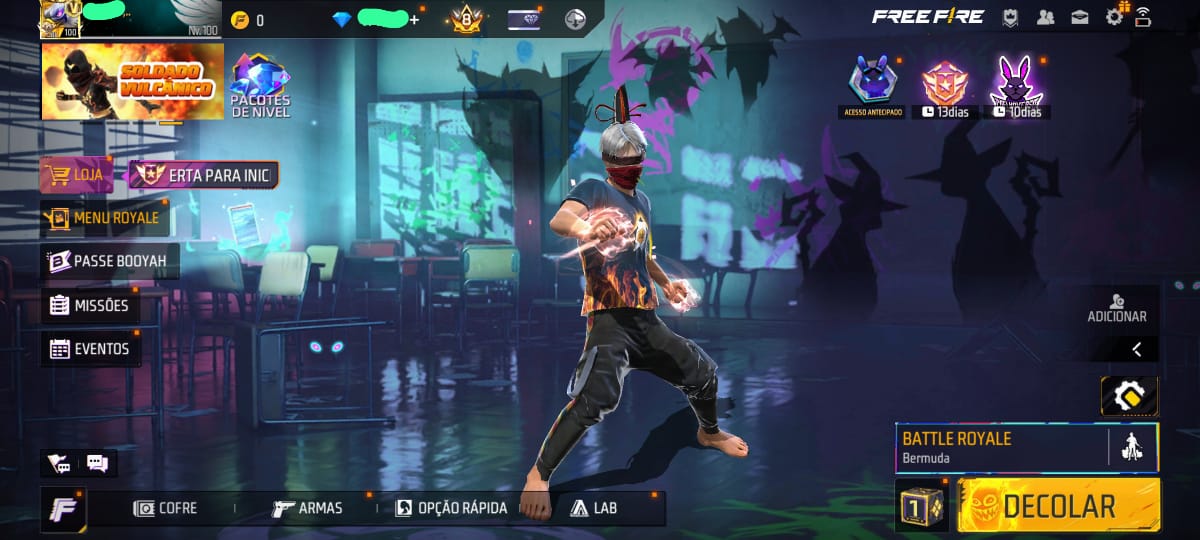 V
100
Nv.100
0
+
8
FREE FIRE
SOLDADO
VULCÂNICO
PACOTES
DE NÍVEL
ACESSO ANTECIPADO
13dias
10dias
LOJA
ERTA PARA INIC
MENU ROYALE
PASSE BOOYAH
MISSÕES
EVENTOS
ADICIONAR
BATTLE ROYALE
Bermuda
COFRE
ARMAS
OPÇÃO RÁPIDA
LAB
1
DECOLAR